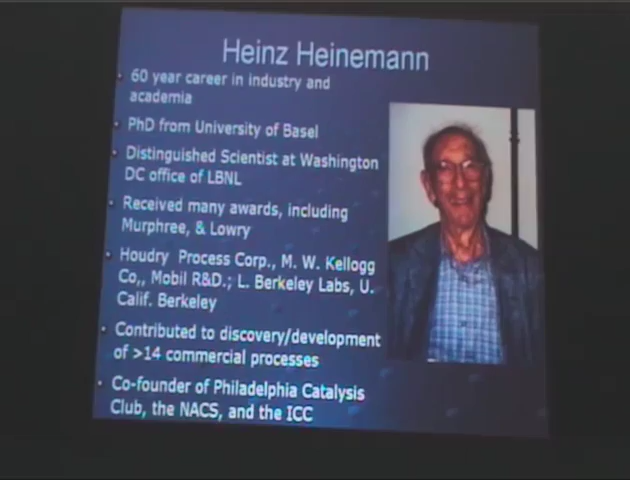 Heinz Heinemann
• 60 year career in industry and
academia
• PhD from University of Basel
• Distinguished Scientist at Washington
DC office of LBNL
• Received many awards, including
Murphree, & Lowry
• Houdry Process Corp., M. W. Kellogg
Co,, Mobil R&D.; L. Berkeley Labs, U.
Calif. Berkeley
• Contributed to discovery/development
of >14 commercial processes
• Co-founder of Philadelphia Catalysis
Club, the NACS, and the ICC